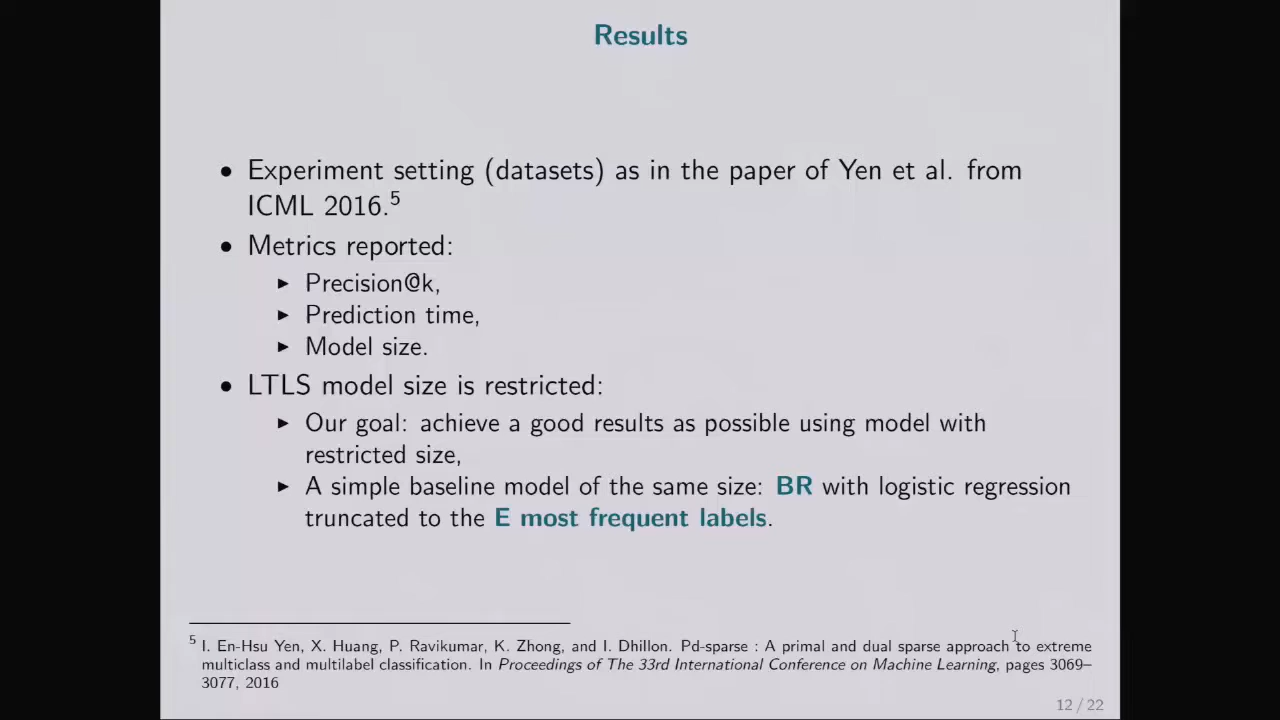 Results
• Experiment setting (datasets) as in the paper of Yen et al. from
ICML 2016.5
• Metrics reported:
▶ Precision@k,
▶ Prediction time,
▶ Model size.
• LTLS model size is restricted:
▶ Our goal: achieve a good results as possible using model with
restricted size,
▶ A simple baseline model of the same size: BR with logistic regression
truncated to the E most frequent labels.
5 I. En-Hsu Yen, X. Huang, P. Ravikumar, K. Zhong, and I. Dhillon. Pd-sparse : A primal and dual sparse approach to extreme
multiclass and multilabel classification. In Proceedings of The 33rd International Conference on Machine Learning, pages 3069–
3077, 2016
12 / 22